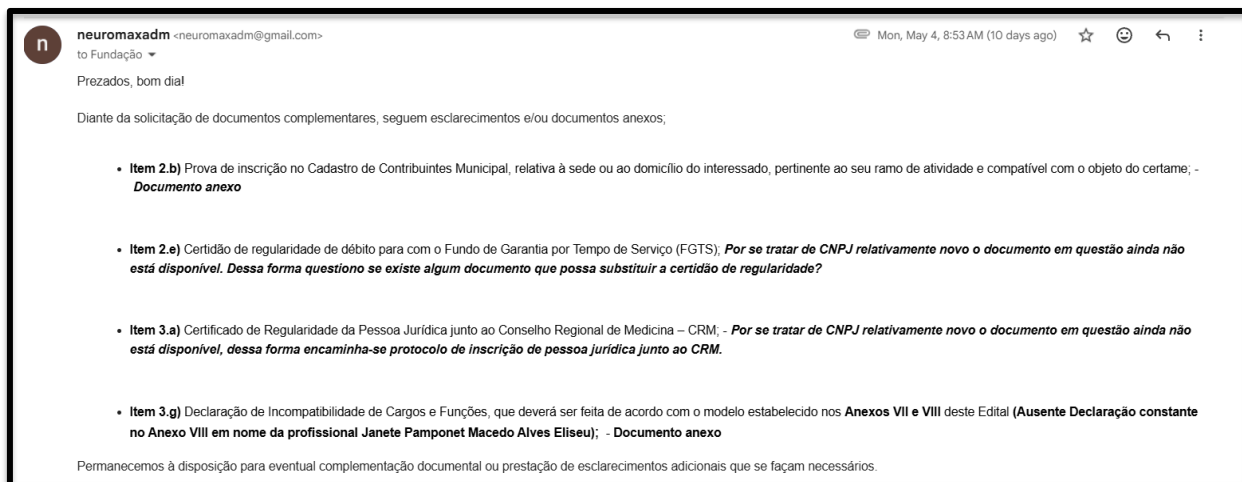 n
neuromaxadm <neuromaxadm@gmail.com>
Mon, May 4, 8:53 AM (10 days ago)
to Fundação
Prezados, bom dia!
Diante da solicitação de documentos complementares, seguem esclarecimentos e/ou documentos anexos;
• Item 2.b) Prova de inscrição no Cadastro de Contribuintes Municipal, relativa à sede ou ao domicílio do interessado, pertinente ao seu ramo de atividade e compatível com o objeto do certame; -
Documento anexo
• Item 2.e) Certidão de regularidade de débito para com o Fundo de Garantia por Tempo de Serviço (FGTS); Por se tratar de CNPJ relativamente novo o documento em questão ainda não
está disponível. Dessa forma questiono se existe algum documento que possa substituir a certidão de regularidade?
• Item 3.a) Certificado de Regularidade da Pessoa Jurídica junto ao Conselho Regional de Medicina – CRM; - Por se tratar de CNPJ relativamente novo o documento em questão ainda não
está disponível, dessa forma encaminha-se protocolo de inscrição de pessoa jurídica junto ao CRM.
• Item 3.g) Declaração de Incompatibilidade de Cargos e Funções, que deverá ser feita de acordo com o modelo estabelecido nos Anexos VII e VIII deste Edital (Ausente Declaração constante
no Anexo VIII em nome da profissional Janete Pamponet Macedo Alves Eliseu); - Documento anexo
Permanecemos à disposição para eventual complementação documental ou prestação de esclarecimentos adicionais que se façam necessários.